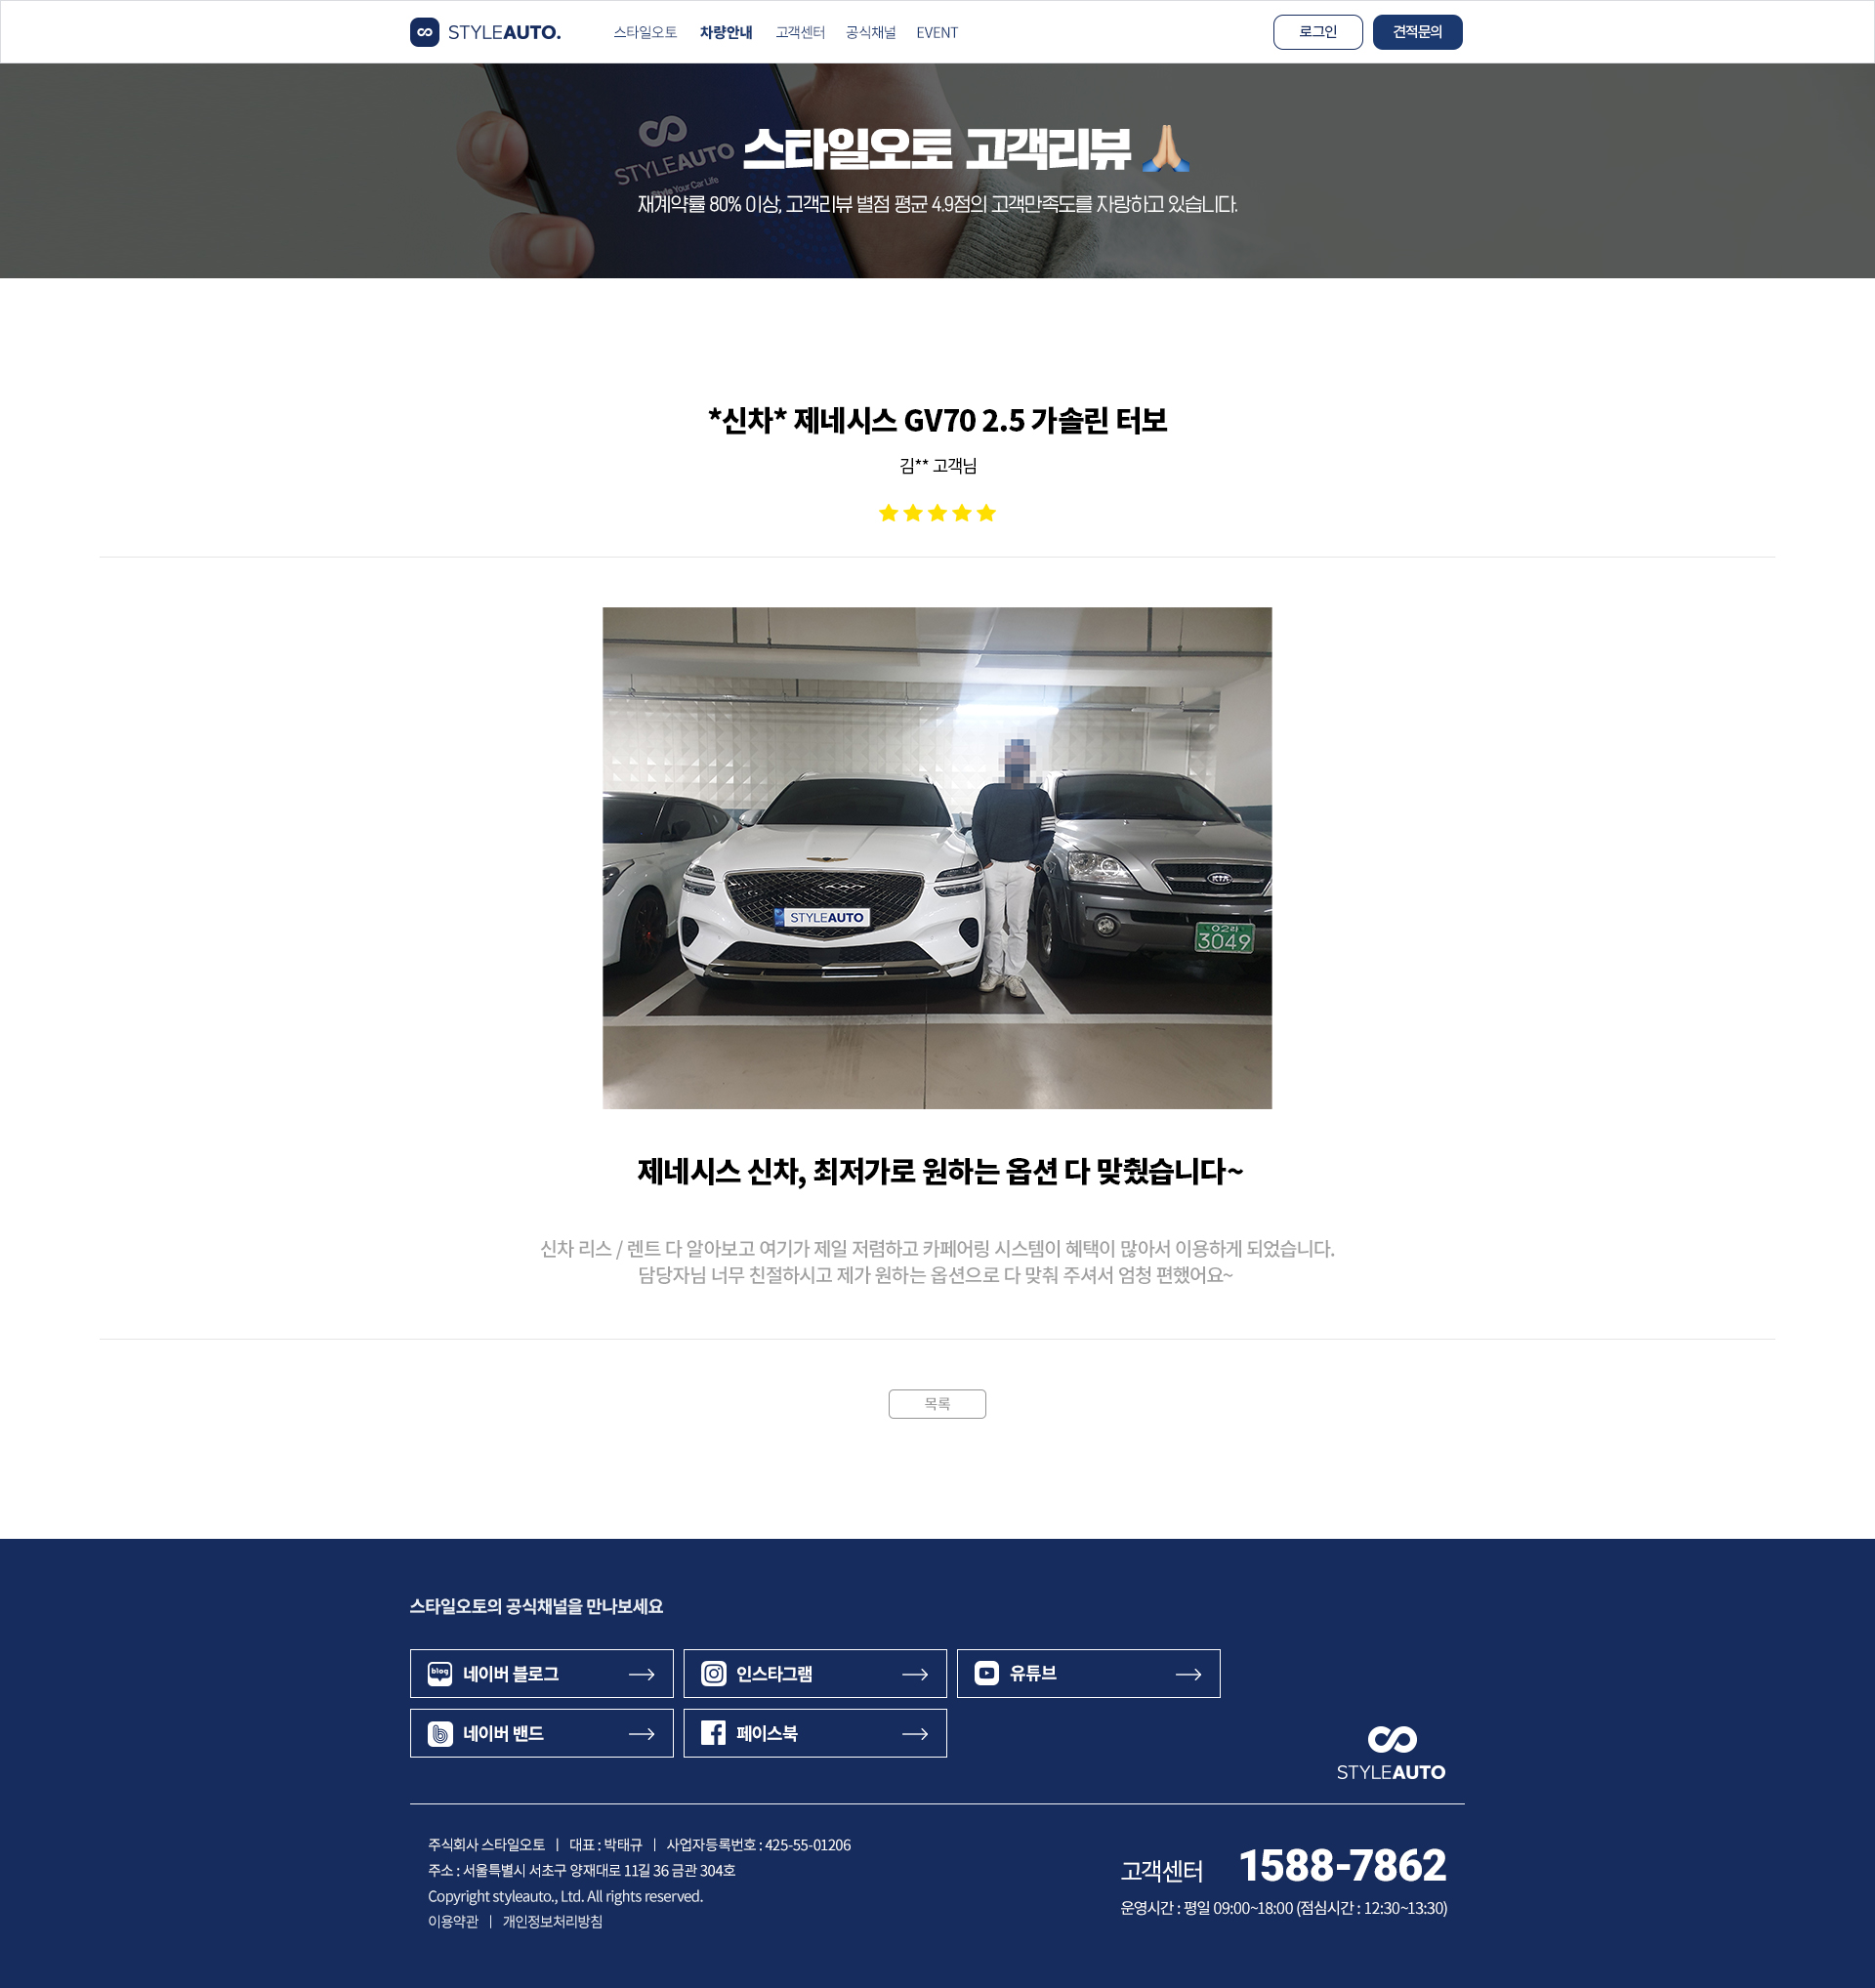 STYLEAUTO.
스타일오토 차량안내 고객센터 공식채널 EVENT
로그인 견적문의
STYLEAUTO
Style Your Car Life
스타일오토 고객리뷰
재계약률 80% 이상, 고객리뷰 별점 평균 4.9점의 고객만족도를 자랑하고 있습니다.
*신차* 제네시스 GV70 2.5 가솔린 터보
김** 고객님
KIA
STYLEAUTO
02라
3049
제네시스 신차, 최저가로 원하는 옵션 다 맞췄습니다~
신차 리스 / 렌트 다 알아보고 여기가 제일 저렴하고 카페어링 시스템이 혜택이 많아서 이용하게 되었습니다.
담당자님 너무 친절하시고 제가 원하는 옵션으로 다 맞춰 주셔서 엄청 편했어요~
목록
스타일오토의 공식채널을 만나보세요
blog 네이버 블로그
인스타그램
유튜브
네이버 밴드
페이스북
STYLEAUTO
주식회사 스타일오토 | 대표 : 박태규 | 사업자등록번호 : 425-55-01206
주소 : 서울특별시 서초구 양재대로 11길 36 금관 304호
Copyright styleauto., Ltd. All rights reserved.
이용약관 | 개인정보처리방침
고객센터 1588-7862
운영시간 : 평일 09:00~18:00 (점심시간 : 12:30~13:30)